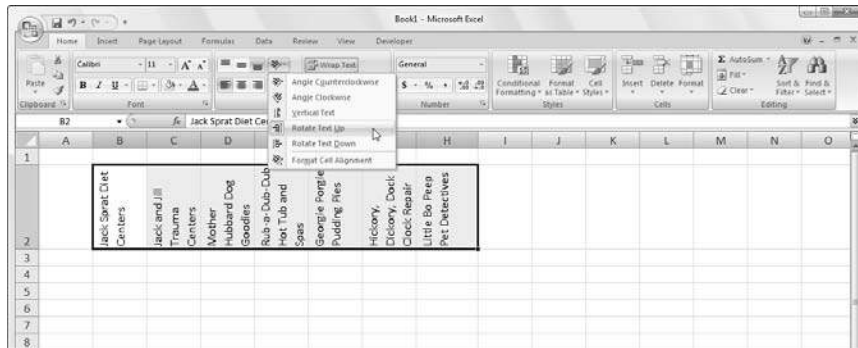 Book1 - Microsoft Excel
Home Insert Page Layout Formulas Data Review View Developer
Calibri 11 A A Wrap Text General Σ AutoSum
Paste B I U A $ % , Conditional Formatting Format as Table Cell Styles Insert Delete Format Fill Sort & Filter Find & Select
Clear
Clipboard Font Number Styles Cells Editing
Angle Counterclockwise
Angle Clockwise
Vertical Text
Rotate Text Up
Rotate Text Down
Format Cell Alignment
B2 fx Jack Sprat Diet Cen
A B C D H I J K L M N O
1
2
Jack Sprat Diet
Centers
Jack and Jill
Trauma
Centers
Mother
Hubbard Dog
Goodies
Rub-a-Dub-Dub
Hot Tub and
Spas
Georgie Porgie
Pudding Pies
Hickory,
Dickory, Dock
Clock Repair
Little Bo Peep
Pet Detectives
3
4
5
6
7
8